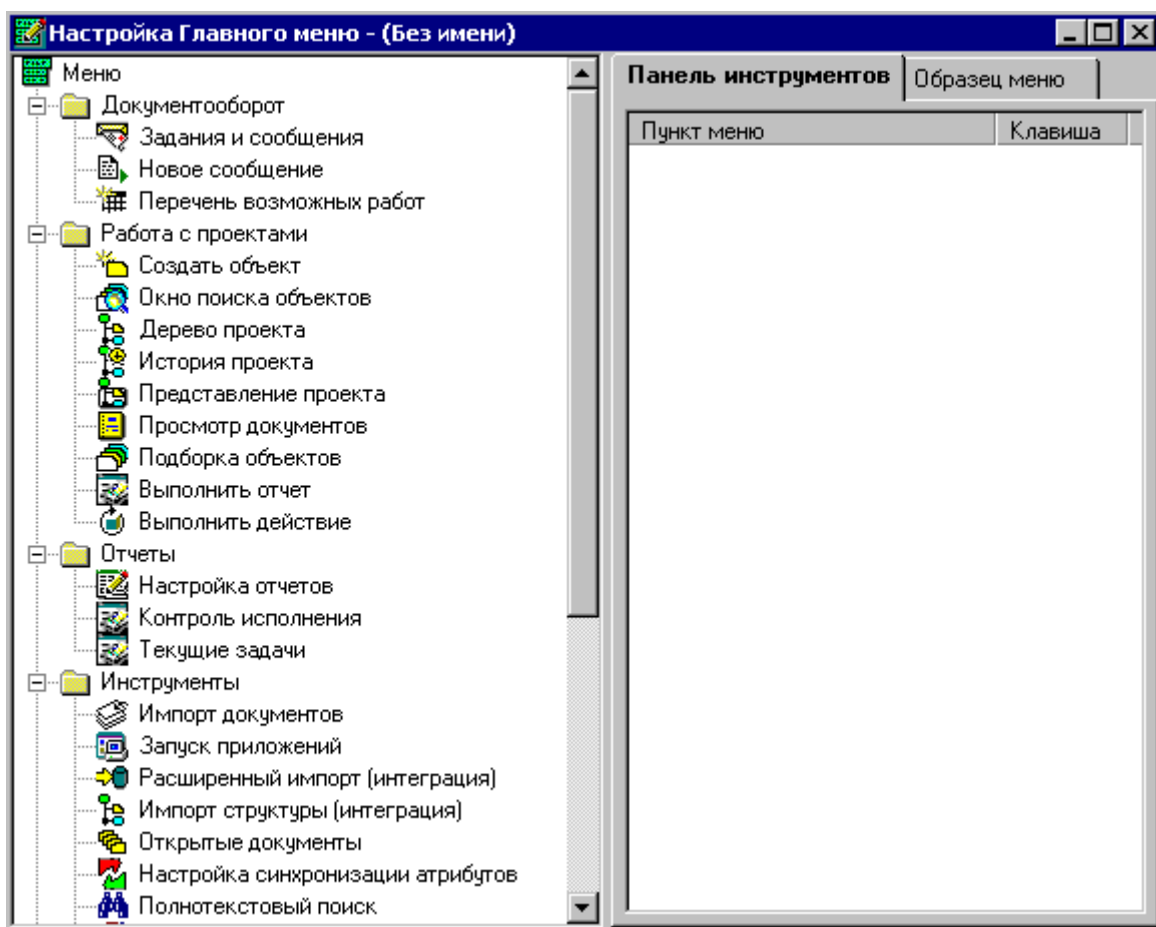 Настройка Главного меню - (Без имени)
Меню
Документооборот
Задания и сообщения
Новое сообщение
Перечень возможных работ
Работа с проектами
Создать объект
Окно поиска объектов
Дерево проекта
История проекта
Представление проекта
Просмотр документов
Подборка объектов
Выполнить отчет
Выполнить действие
Отчеты
Настройка отчетов
Контроль исполнения
Текущие задачи
Инструменты
Импорт документов
Запуск приложений
Расширенный импорт (интеграция)
Импорт структуры (интеграция)
Открытые документы
Настройка синхронизации атрибутов
Полнотекстовый поиск
Панель инструментов
Образец меню
Пункт меню
Клавиша